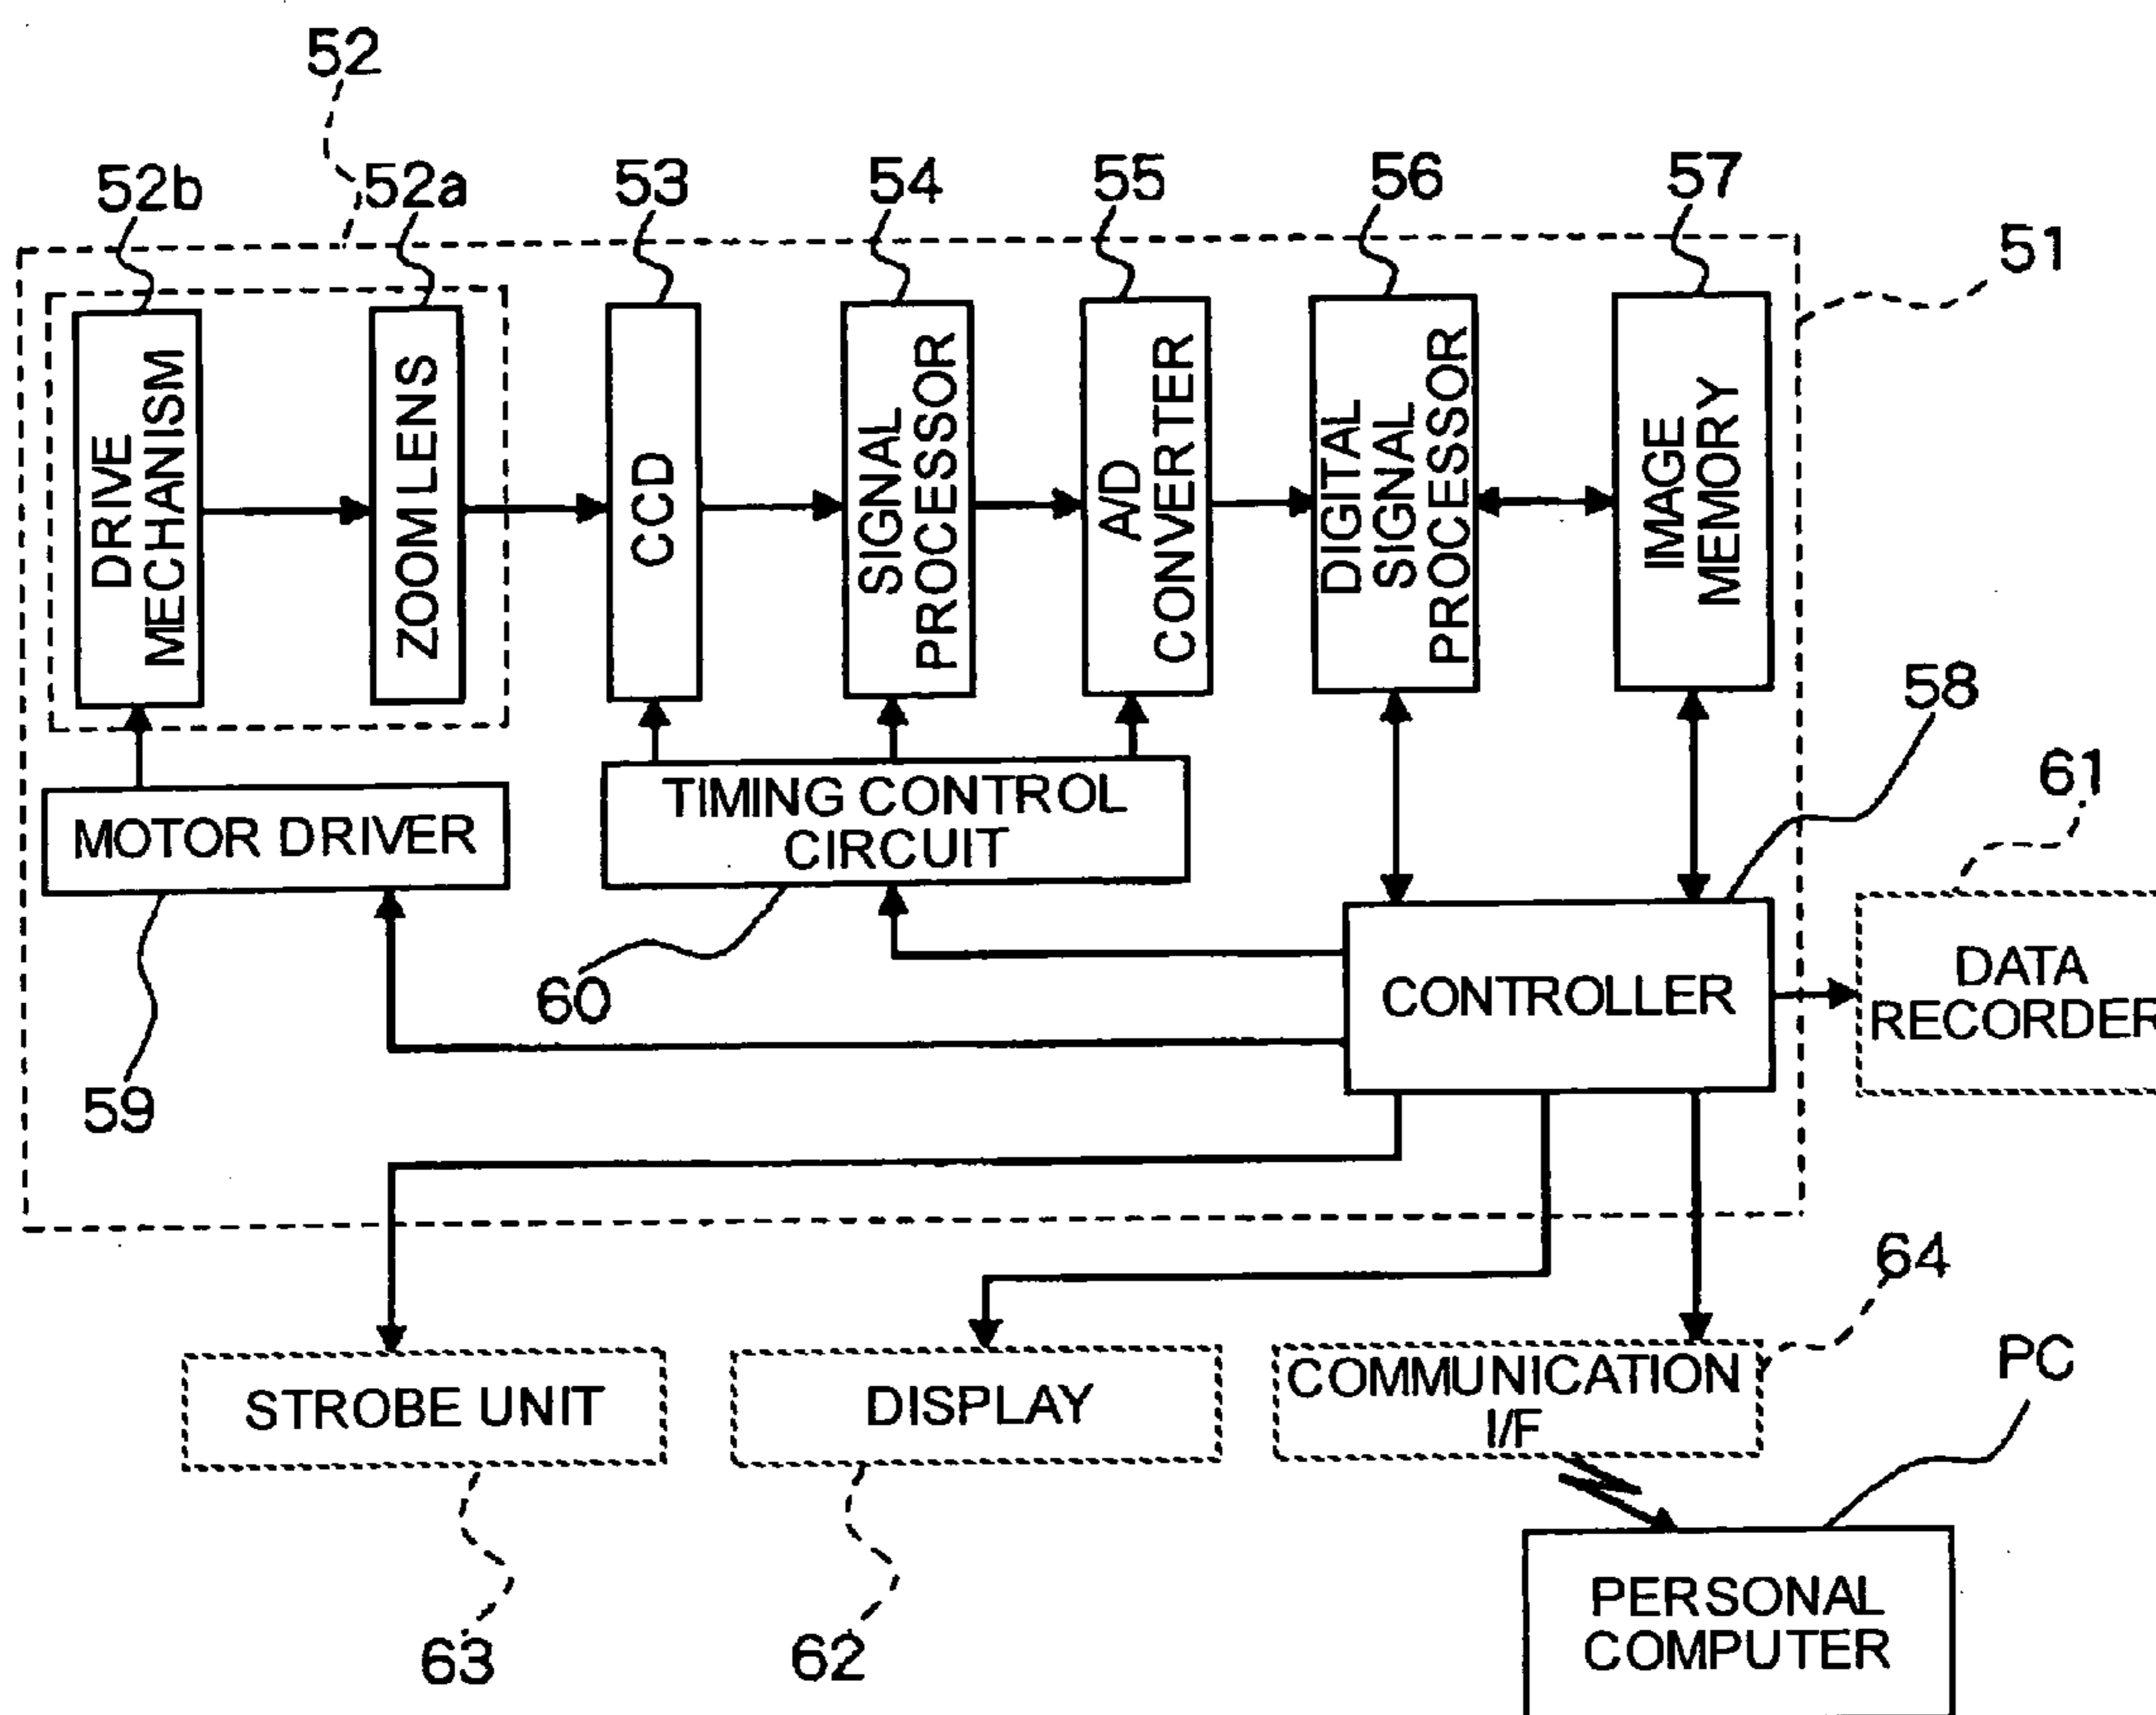 52
52b
52a
53
54
55
56
57
51
DRIVE
MECHANISM
ZOOM LENS
CCD
SIGNAL
PROCESSOR
A/D
CONVERTER
DIGITAL
SIGNAL
PROCESSOR
IMAGE
MEMORY
58
61
MOTOR DRIVER
TIMING CONTROL
CIRCUIT
59
60
CONTROLLER
DATA
RECORDER
64
STROBE UNIT
DISPLAY
COMMUNICATION
I/F
PC
63
62
PERSONAL
COMPUTER